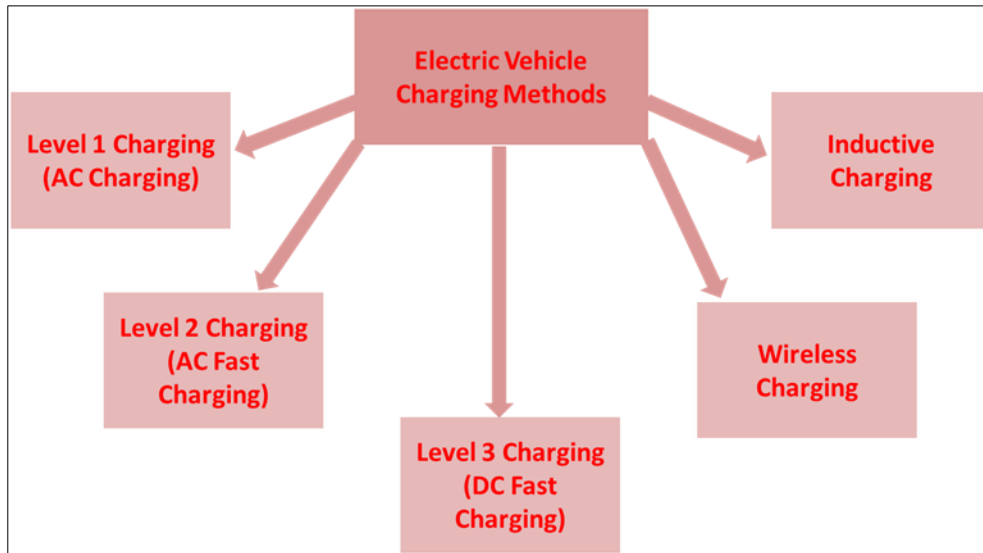 Electric Vehicle
Charging Methods
Level 1 Charging
(AC Charging)
Level 2 Charging
(AC Fast
Charging)
Level 3 Charging
(DC Fast
Charging)
Wireless
Charging
Inductive
Charging